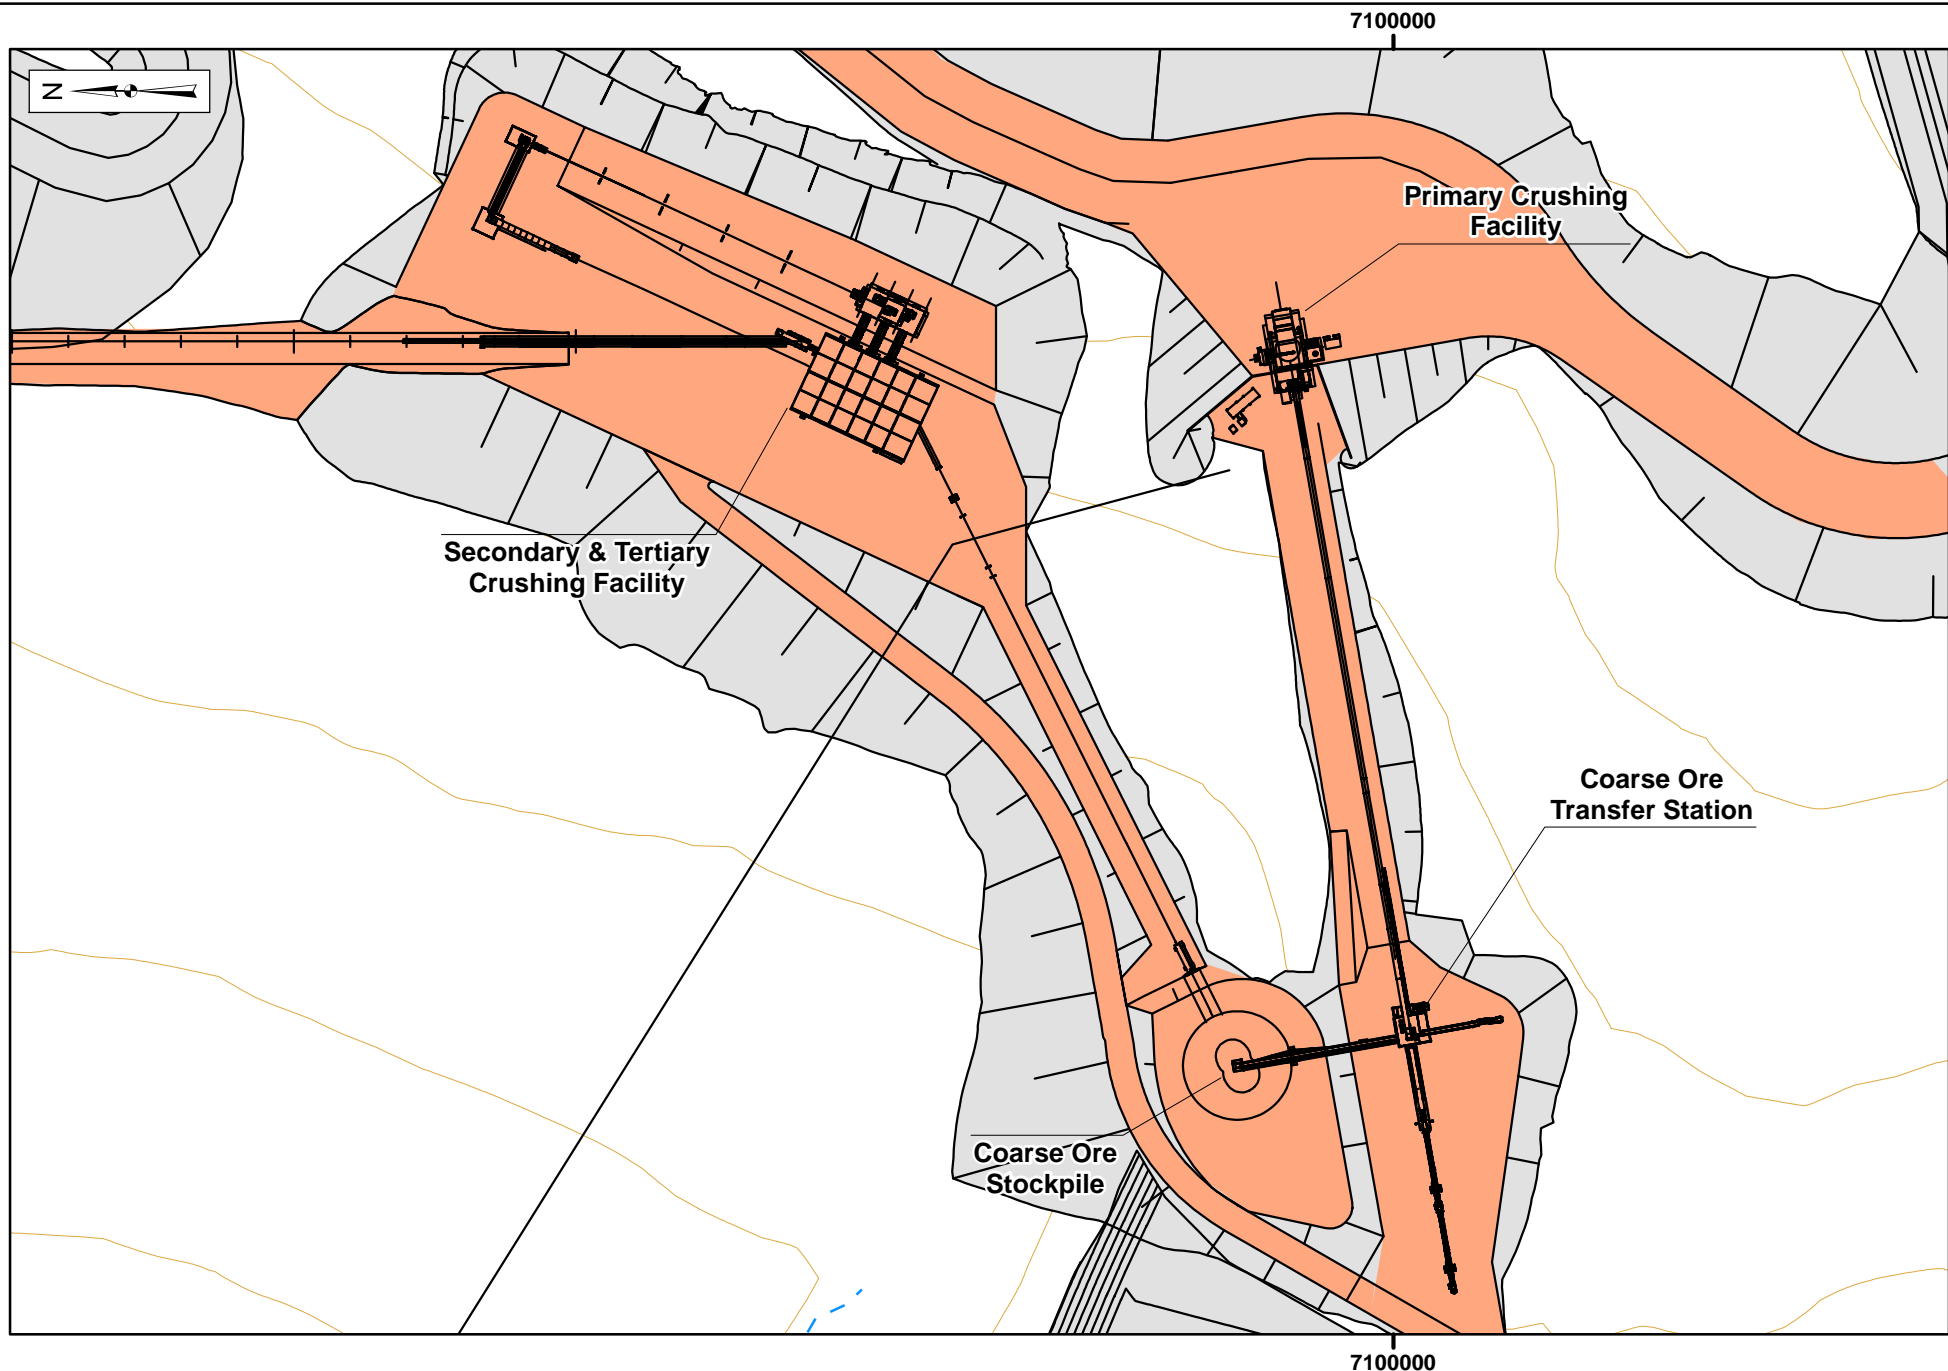 7100000
N
Primary Crushing
Facility
Secondary & Tertiary
Crushing Facility
Coarse Ore
Transfer Station
Coarse Ore
Stockpile
7100000